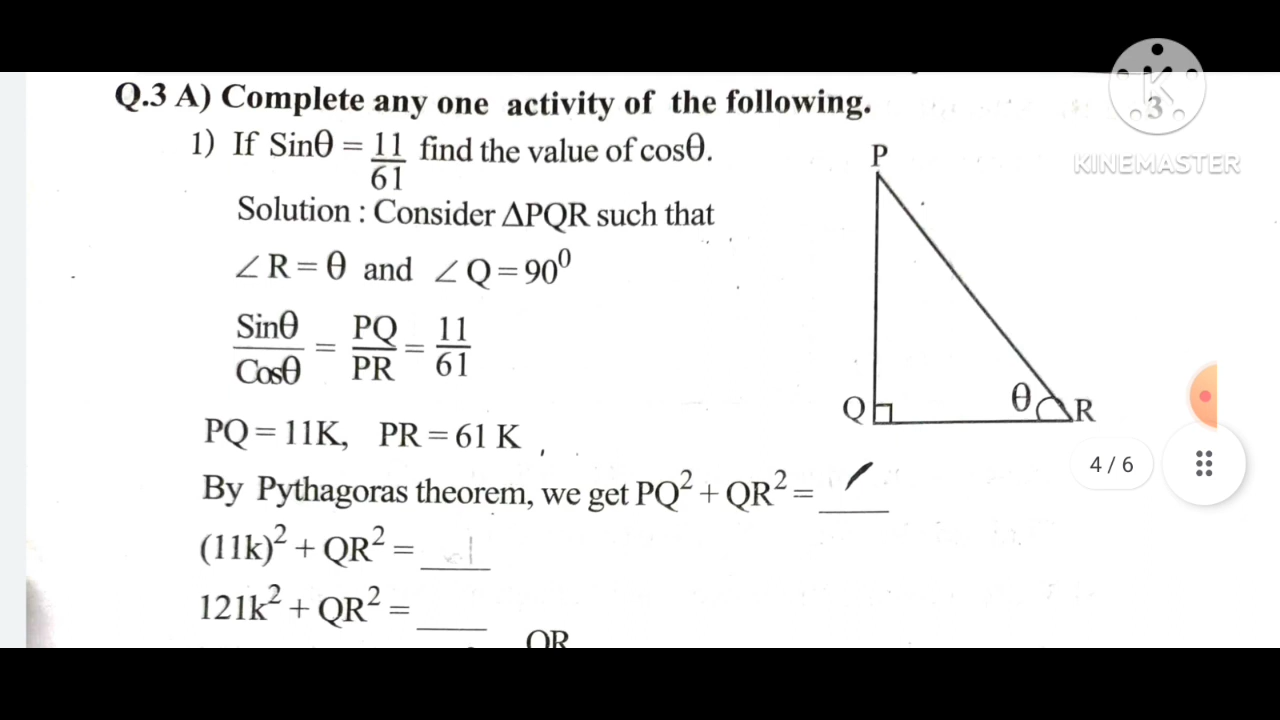 Q.3 A) Complete any one activity of the following.
1) If Sinθ = 11/61 find the value of cosθ.
Solution : Consider ΔPQR such that
∠R = θ and ∠Q = 90⁰
Sinθ/Cosθ = PQ/PR = 11/61
PQ = 11K, PR = 61 K ,
By Pythagoras theorem, we get PQ² + QR² = ____
(11k)² + QR² = ____
121k² + QR² = ____
P
Q
θ
R
K
3
KINEMASTER
4 / 6